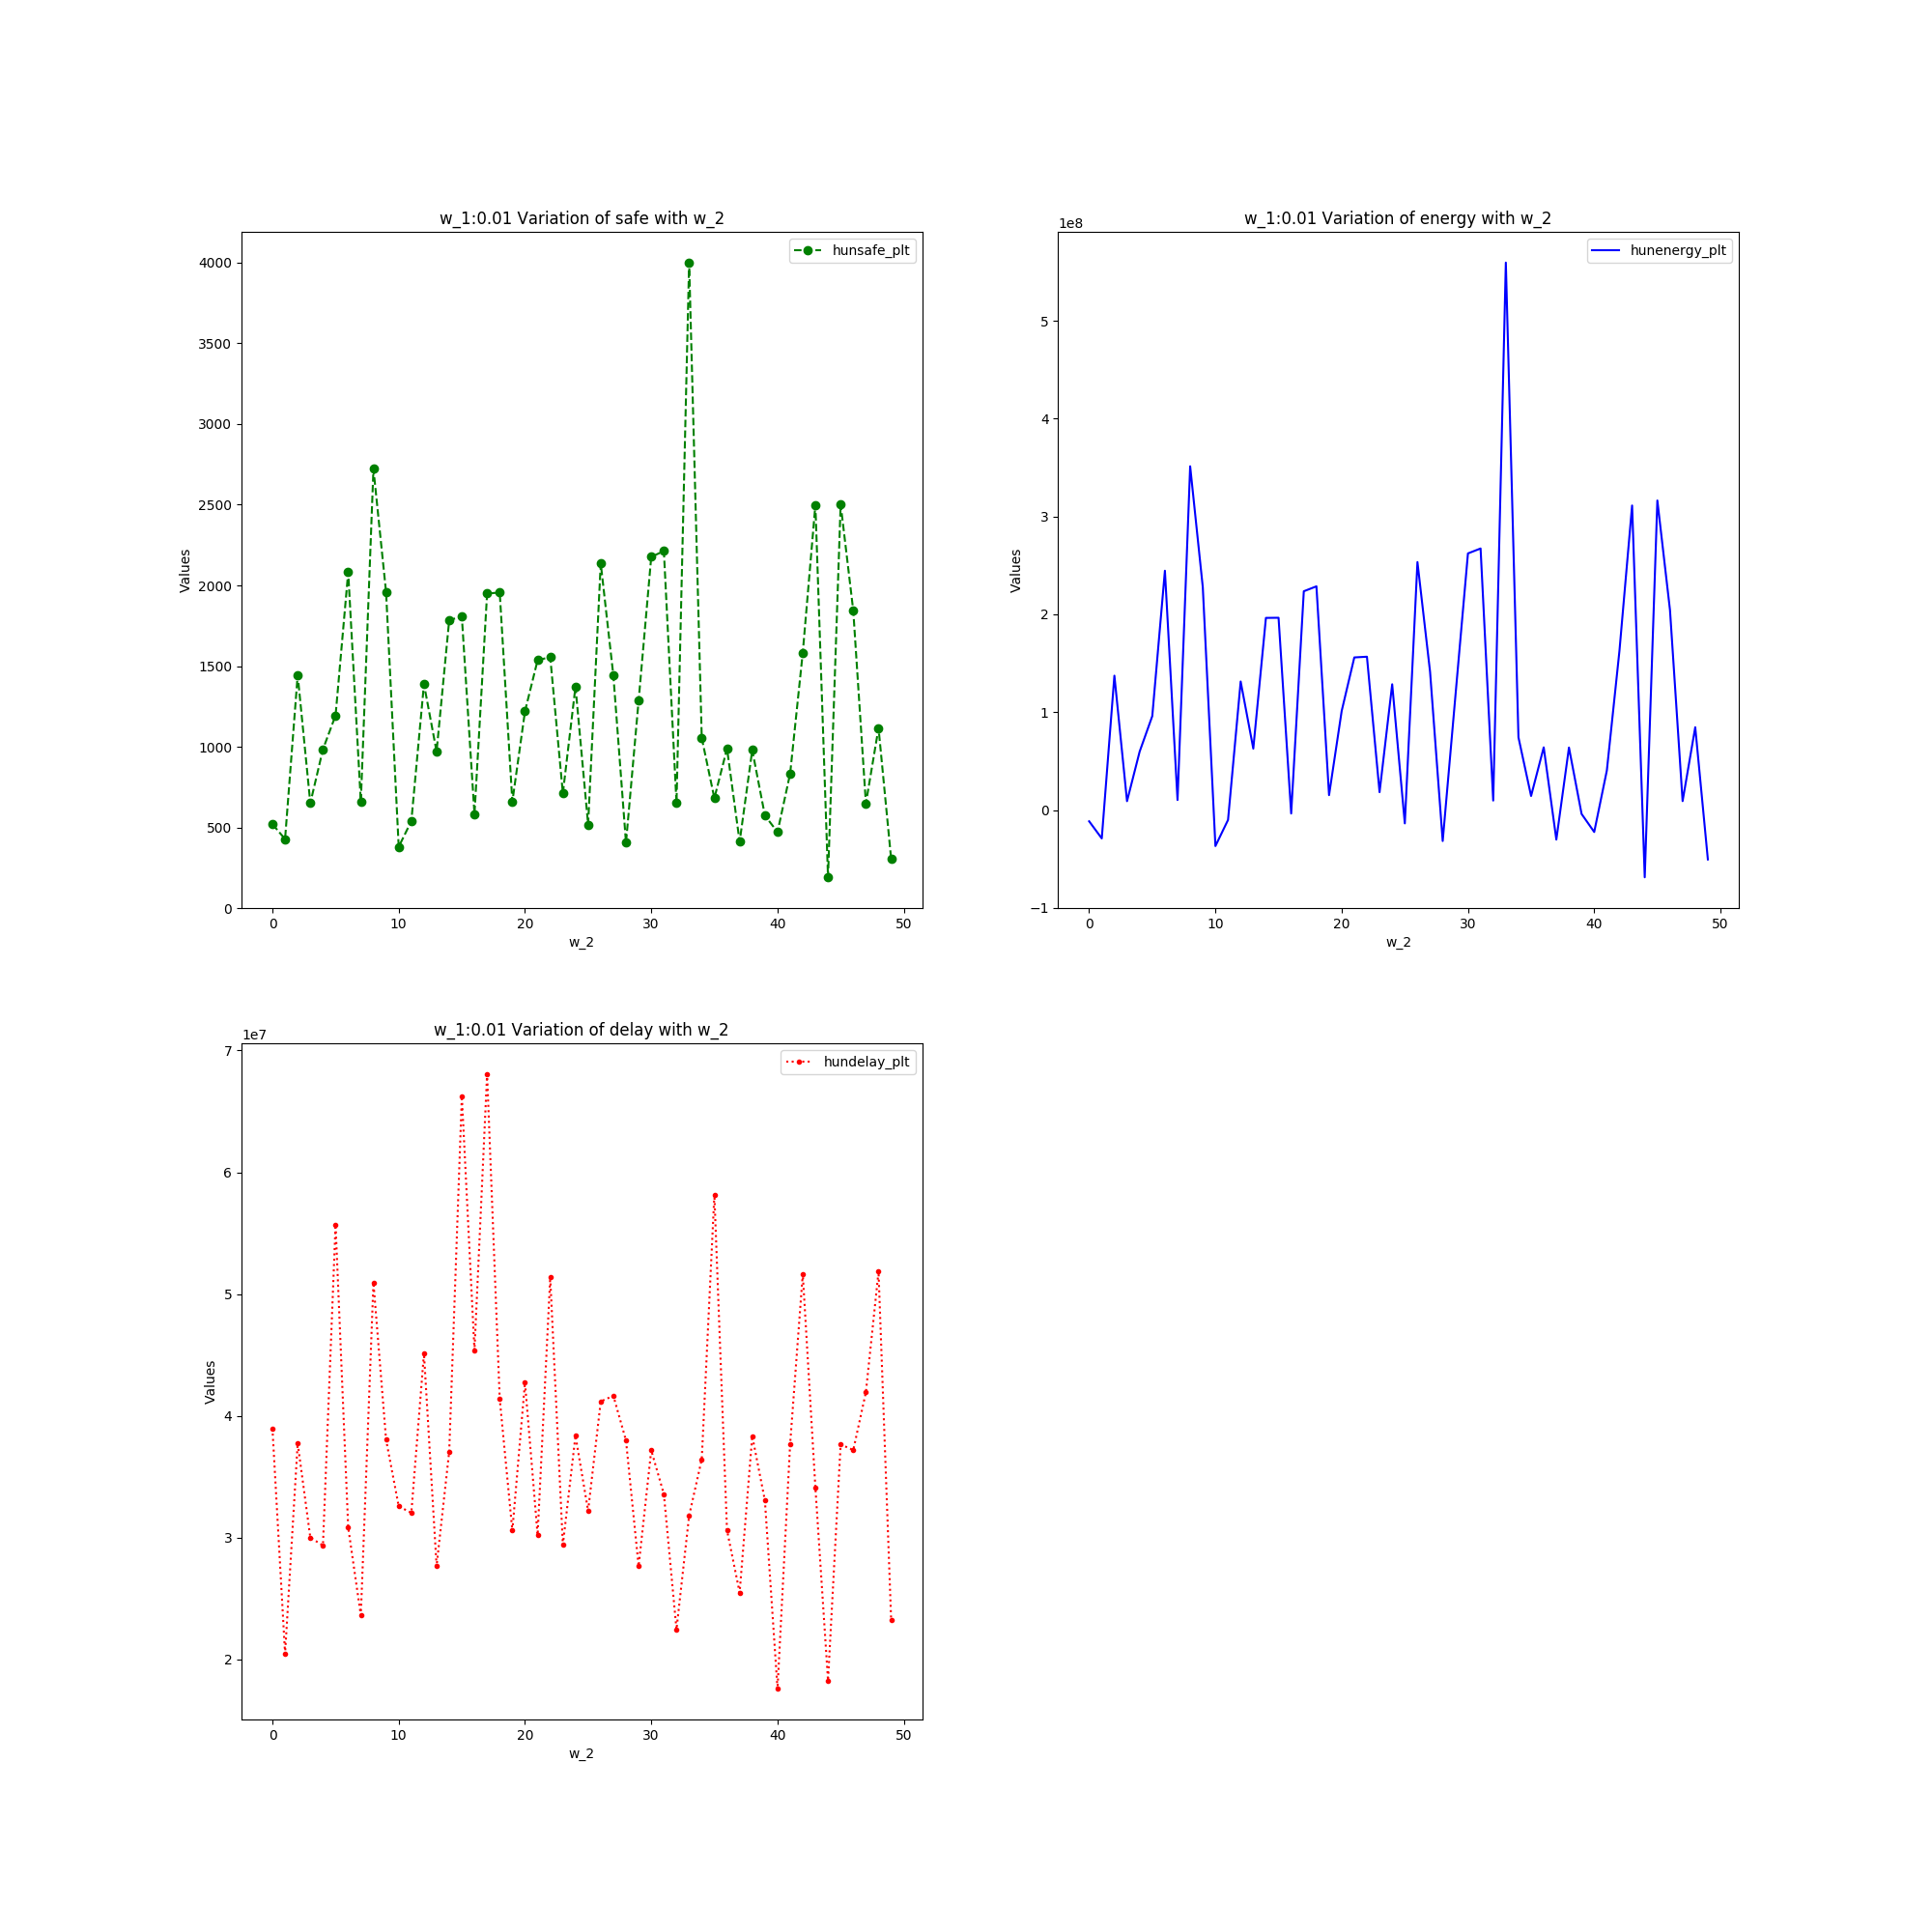 w_1:0.01 Variation of safe with w_2
hunsafe_plt
4000
3500
3000
2500
2000
1500
1000
500
0
Values
0 10 20 30 40 50
w_2
w_1:0.01 Variation of energy with w_2
1e8
hunenergy_plt
5
4
3
2
1
0
−1
Values
0 10 20 30 40 50
w_2
w_1:0.01 Variation of delay with w_2
1e7
hundelay_plt
7
6
5
4
3
2
Values
0 10 20 30 40 50
w_2